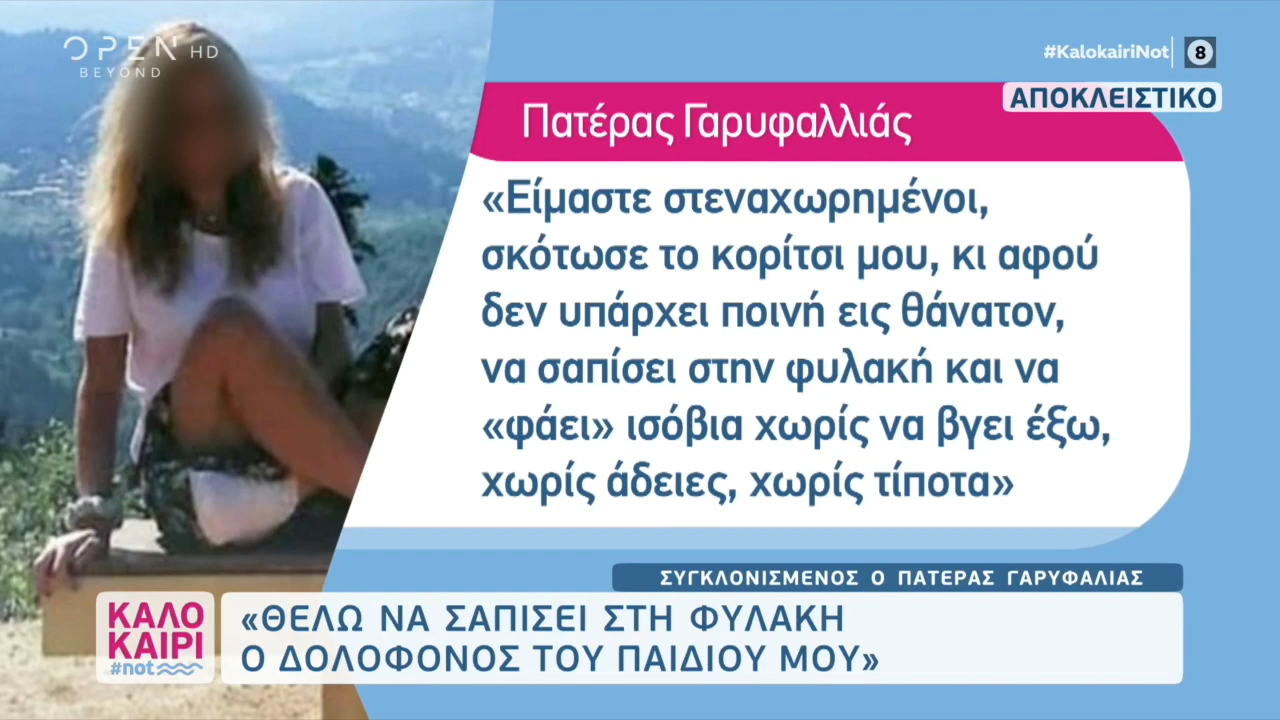 OPEN HD
BEYOND
#KalokairiNot
8
ΑΠΟΚΛΕΙΣΤΙΚΟ
Πατέρας Γαρυφαλλιάς
«Είμαστε στεναχωρημένοι,
σκότωσε το κορίτσι μου, κι αφού
δεν υπάρχει ποινή εις θάνατον,
να σαπίσει στην φυλακή και να
«φάει» ισόβια χωρίς να βγει έξω,
χωρίς άδειες, χωρίς τίποτα»
ΣΥΓΚΛΟΝΙΣΜΕΝΟΣ Ο ΠΑΤΕΡΑΣ ΓΑΡΥΦΑΛΙΑΣ
ΚΑΛΟ
ΚΑΙΡΙ
#not
«ΘΕΛΩ ΝΑ ΣΑΠΙΣΕΙ ΣΤΗ ΦΥΛΑΚΗ
Ο ΔΟΛΟΦΟΝΟΣ ΤΟΥ ΠΑΙΔΙΟΥ ΜΟΥ»